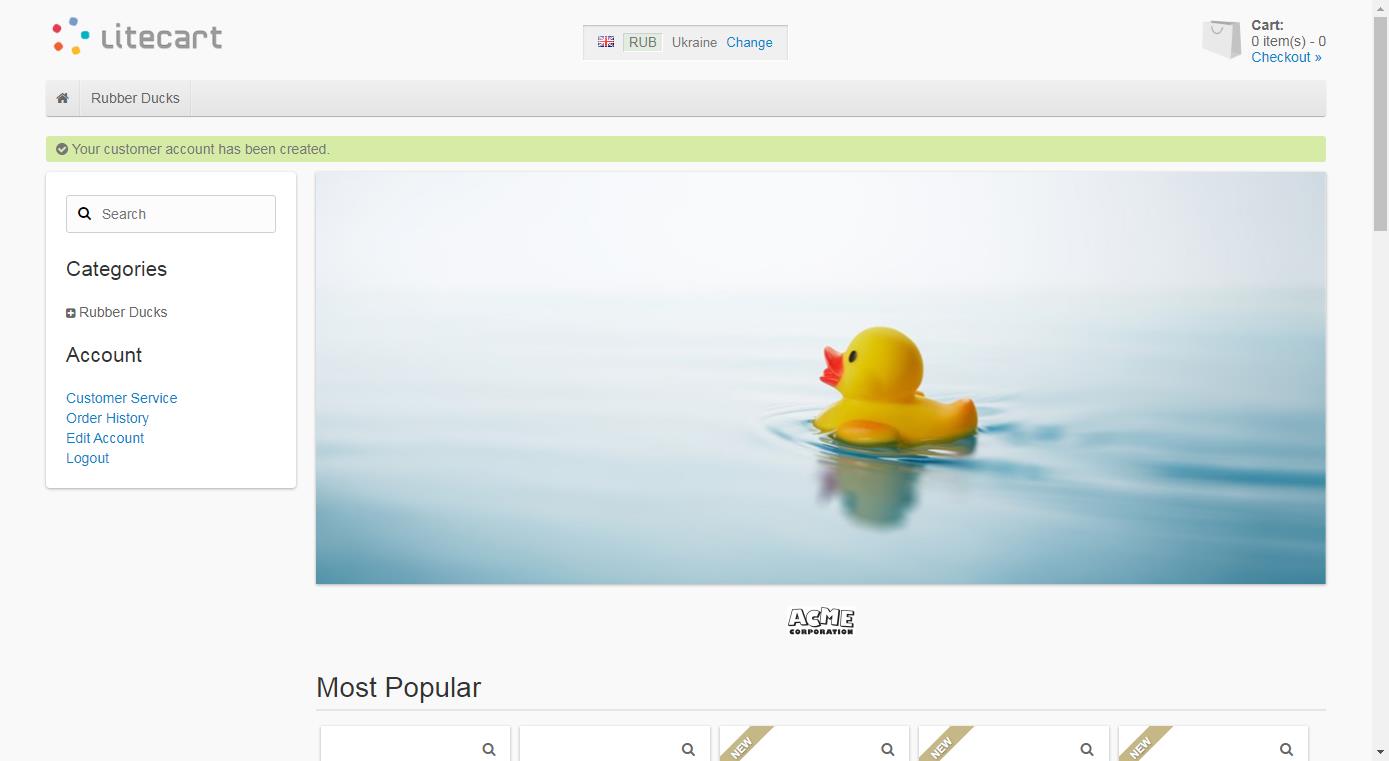 Litecart
RUB Ukraine Change
Cart:
0 item(s) - 0
Checkout »
Rubber Ducks
Your customer account has been created.
Search
Categories
Rubber Ducks
Account
Customer Service
Order History
Edit Account
Logout
ACME
CORPORATION
Most Popular
NEW
NEW
NEW